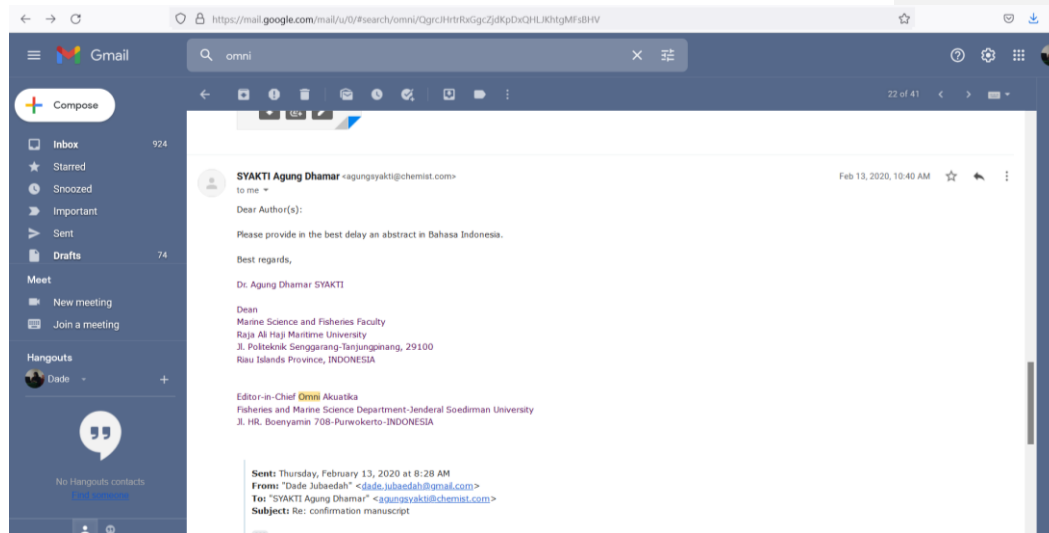 https://mail.google.com/mail/u/0/#search/omni/QgrcJHrtrRxGgcZjdKpDxQHLJKhtgMFsBHV
Gmail
omni
Compose
22 of 41
Inbox 924
Starred
Snoozed
Important
Sent
Drafts 74
Meet
New meeting
Join a meeting
Hangouts
Dade
No Hangouts contacts
Find someone
SYAKTI Agung Dhamar <agungsyakti@chemist.com>
Feb 13, 2020, 10:40 AM
to me
Dear Author(s):
Please provide in the best delay an abstract in Bahasa Indonesia.
Best regards,
Dr. Agung Dhamar SYAKTI
Dean
Marine Science and Fisheries Faculty
Raja Ali Haji Maritime University
Jl. Politeknik Senggarang-Tanjungpinang, 29100
Riau Islands Province, INDONESIA
Editor-in-Chief Omni Akuatika
Fisheries and Marine Science Department-Jenderal Soedirman University
Jl. HR. Boenyamin 708-Purwokerto-INDONESIA
Sent: Thursday, February 13, 2020 at 8:28 AM
From: "Dade Jubaedah" <dade.jubaedah@gmail.com>
To: "SYAKTI Agung Dhamar" <agungsyakti@chemist.com>
Subject: Re: confirmation manuscript